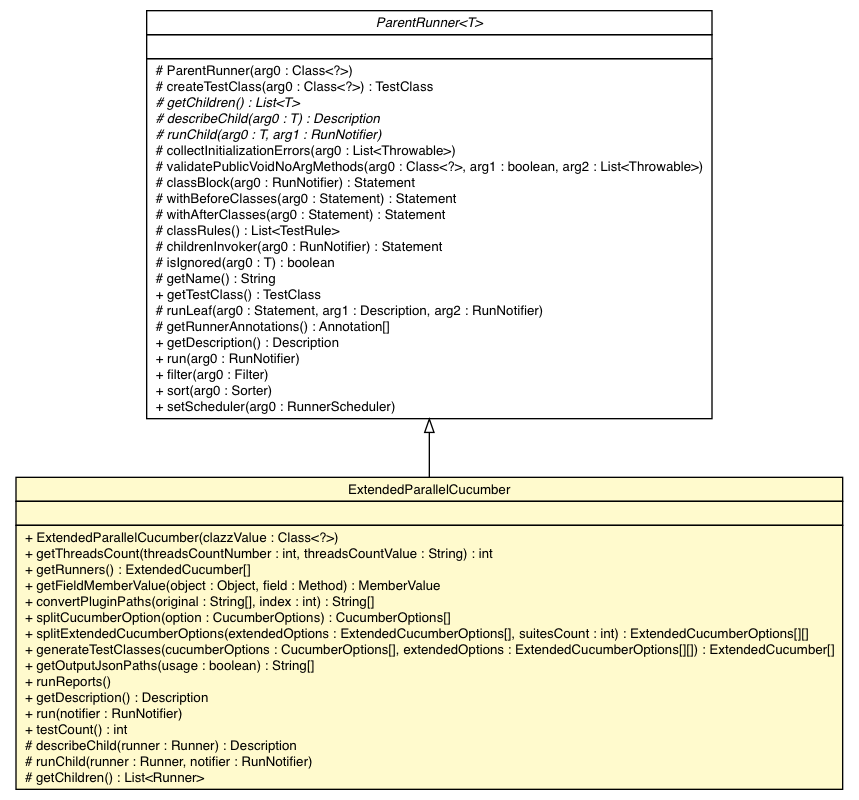 ParentRunner<T>
# ParentRunner(arg0 : Class<?>)
# createTestClass(arg0 : Class<?>) : TestClass
# getChildren() : List<T>
# describeChild(arg0 : T) : Description
# runChild(arg0 : T, arg1 : RunNotifier)
# collectInitializationErrors(arg0 : List<Throwable>)
# validatePublicVoidNoArgMethods(arg0 : Class<?>, arg1 : boolean, arg2 : List<Throwable>)
# classBlock(arg0 : RunNotifier) : Statement
# withBeforeClasses(arg0 : Statement) : Statement
# withAfterClasses(arg0 : Statement) : Statement
# classRules() : List<TestRule>
# childrenInvoker(arg0 : RunNotifier) : Statement
# isIgnored(arg0 : T) : boolean
# getName() : String
+ getTestClass() : TestClass
# runLeaf(arg0 : Statement, arg1 : Description, arg2 : RunNotifier)
# getRunnerAnnotations() : Annotation[]
+ getDescription() : Description
+ run(arg0 : RunNotifier)
+ filter(arg0 : Filter)
+ sort(arg0 : Sorter)
+ setScheduler(arg0 : RunnerScheduler)
ExtendedParallelCucumber
+ ExtendedParallelCucumber(clazzValue : Class<?>)
+ getThreadsCount(threadsCountNumber : int, threadsCountValue : String) : int
+ getRunners() : ExtendedCucumber[]
+ getFieldMemberValue(object : Object, field : Method) : MemberValue
+ convertPluginPaths(original : String[], index : int) : String[]
+ splitCucumberOption(option : CucumberOptions) : CucumberOptions[]
+ splitExtendedCucumberOptions(extendedOptions : ExtendedCucumberOptions[], suitesCount : int) : ExtendedCucumberOptions[][]
+ generateTestClasses(cucumberOptions : CucumberOptions[], extendedOptions : ExtendedCucumberOptions[][]) : ExtendedCucumber[]
+ getOutputJsonPaths(usage : boolean) : String[]
+ runReports()
+ getDescription() : Description
+ run(notifier : RunNotifier)
+ testCount() : int
# describeChild(runner : Runner) : Description
# runChild(runner : Runner, notifier : RunNotifier)
# getChildren() : List<Runner>